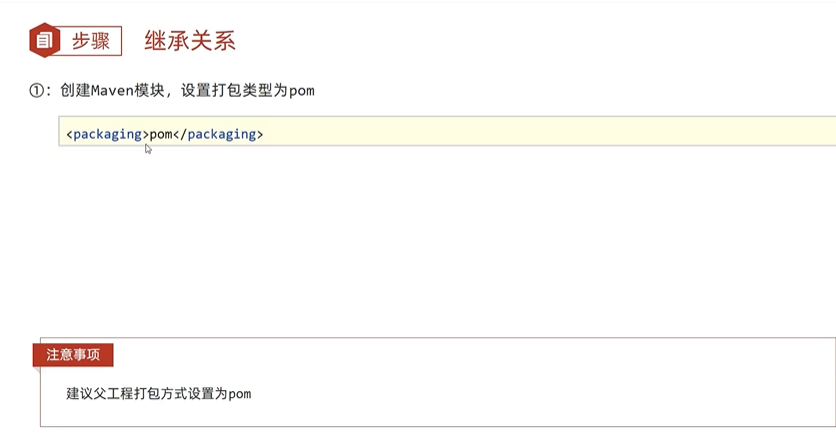 步骤 继承关系
①：创建Maven模块，设置打包类型为pom
<packaging>pom</packaging>
注意事项
建议父工程打包方式设置为pom